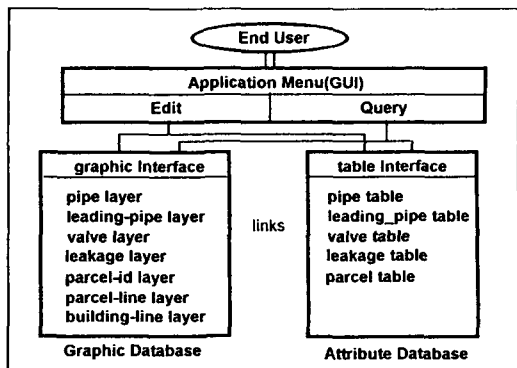 End User
Application Menu(GUI)
Edit
Query
graphic Interface
pipe layer
leading-pipe layer
valve layer
leakage layer
parcel-id layer
parcel-line layer
building-line layer
Graphic Database
links
table Interface
pipe table
leading_pipe table
valve table
leakage table
parcel table
Attribute Database